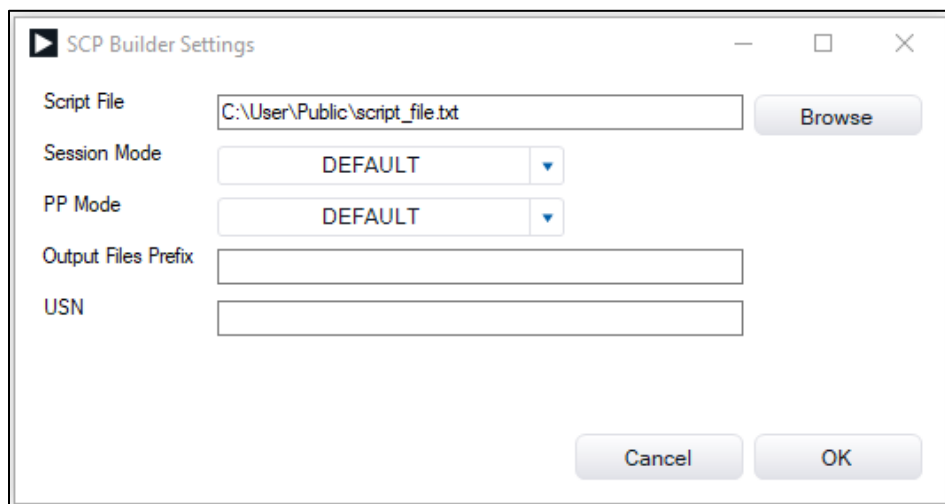 SCP Builder Settings
Script File
C:\User\Public\script_file.txt
Browse
Session Mode
DEFAULT
PP Mode
DEFAULT
Output Files Prefix
USN
Cancel
OK